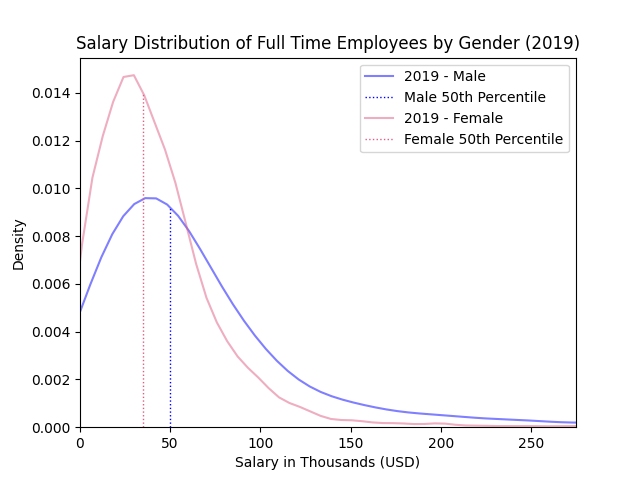 Salary Distribution of Full Time Employees by Gender (2019)
2019 - Male
Male 50th Percentile
2019 - Female
Female 50th Percentile
0.014
0.012
0.010
0.008
0.006
0.004
0.002
0.000
Density
0 50 100 150 200 250
Salary in Thousands (USD)